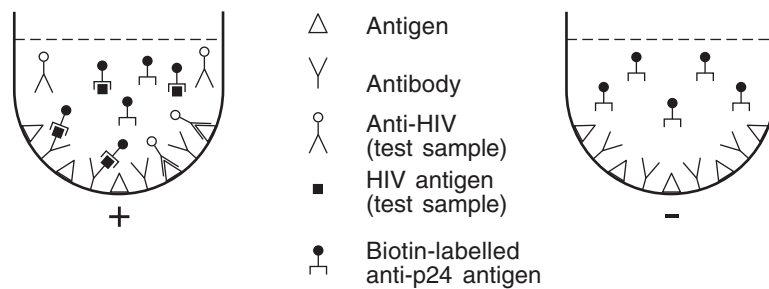 Antigen
Antibody
Anti-HIV
(test sample)
HIV antigen
(test sample)
Biotin-labelled
anti-p24 antigen
+
-